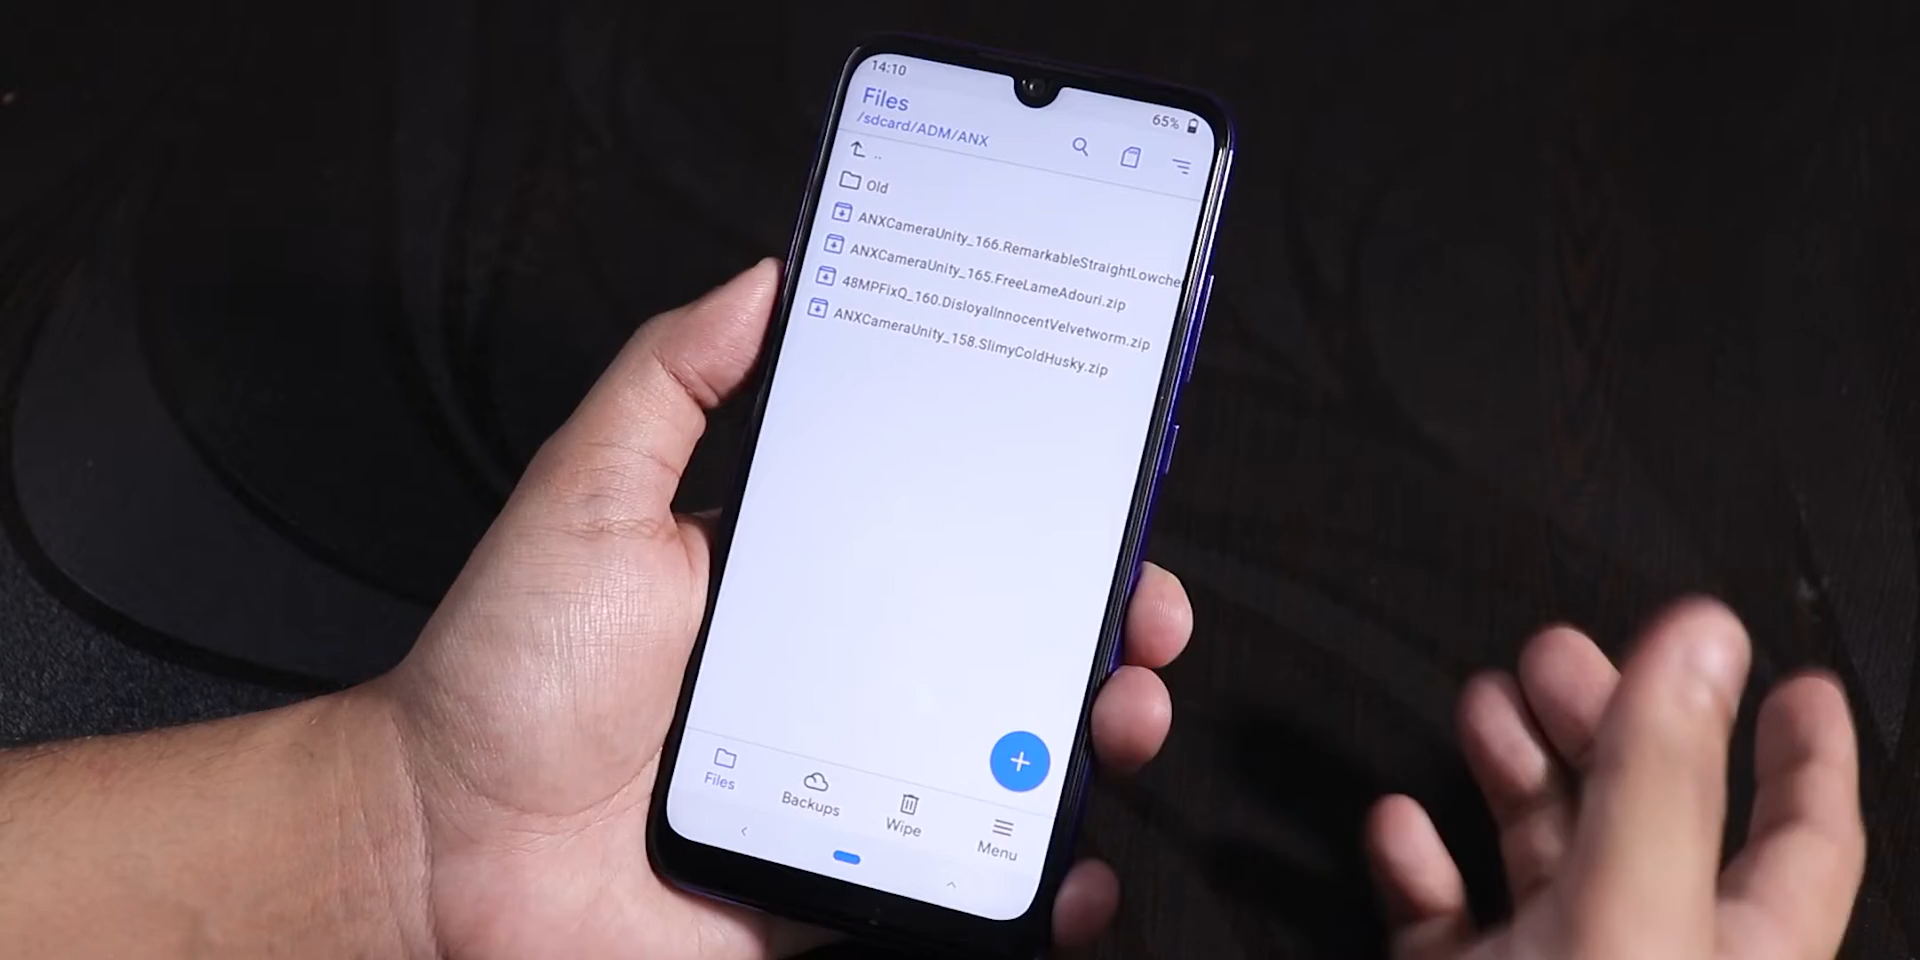 14:10
65%
Files
/sdcard/ADM/ANX
..
Old
ANXCameraUnity_166.RemarkableStraightLowche
ANXCameraUnity_165.FreeLameAdouri.zip
48MPFixQ_160.DisloyalInnocentVelvetworm.zip
ANXCameraUnity_158.SlimyColdHusky.zip
Files
Backups
Wipe
Menu